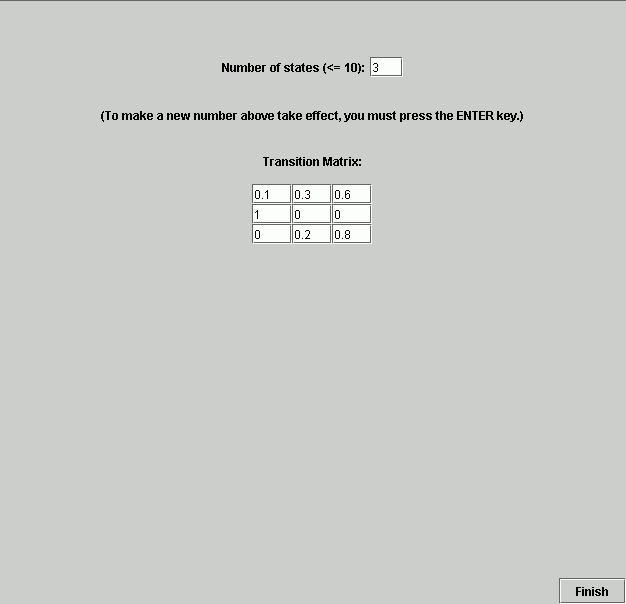 Number of states (<= 10): 3
(To make a new number above take effect, you must press the ENTER key.)
Transition Matrix:
0.1 0.3 0.6
1 0 0
0 0.2 0.8
Finish